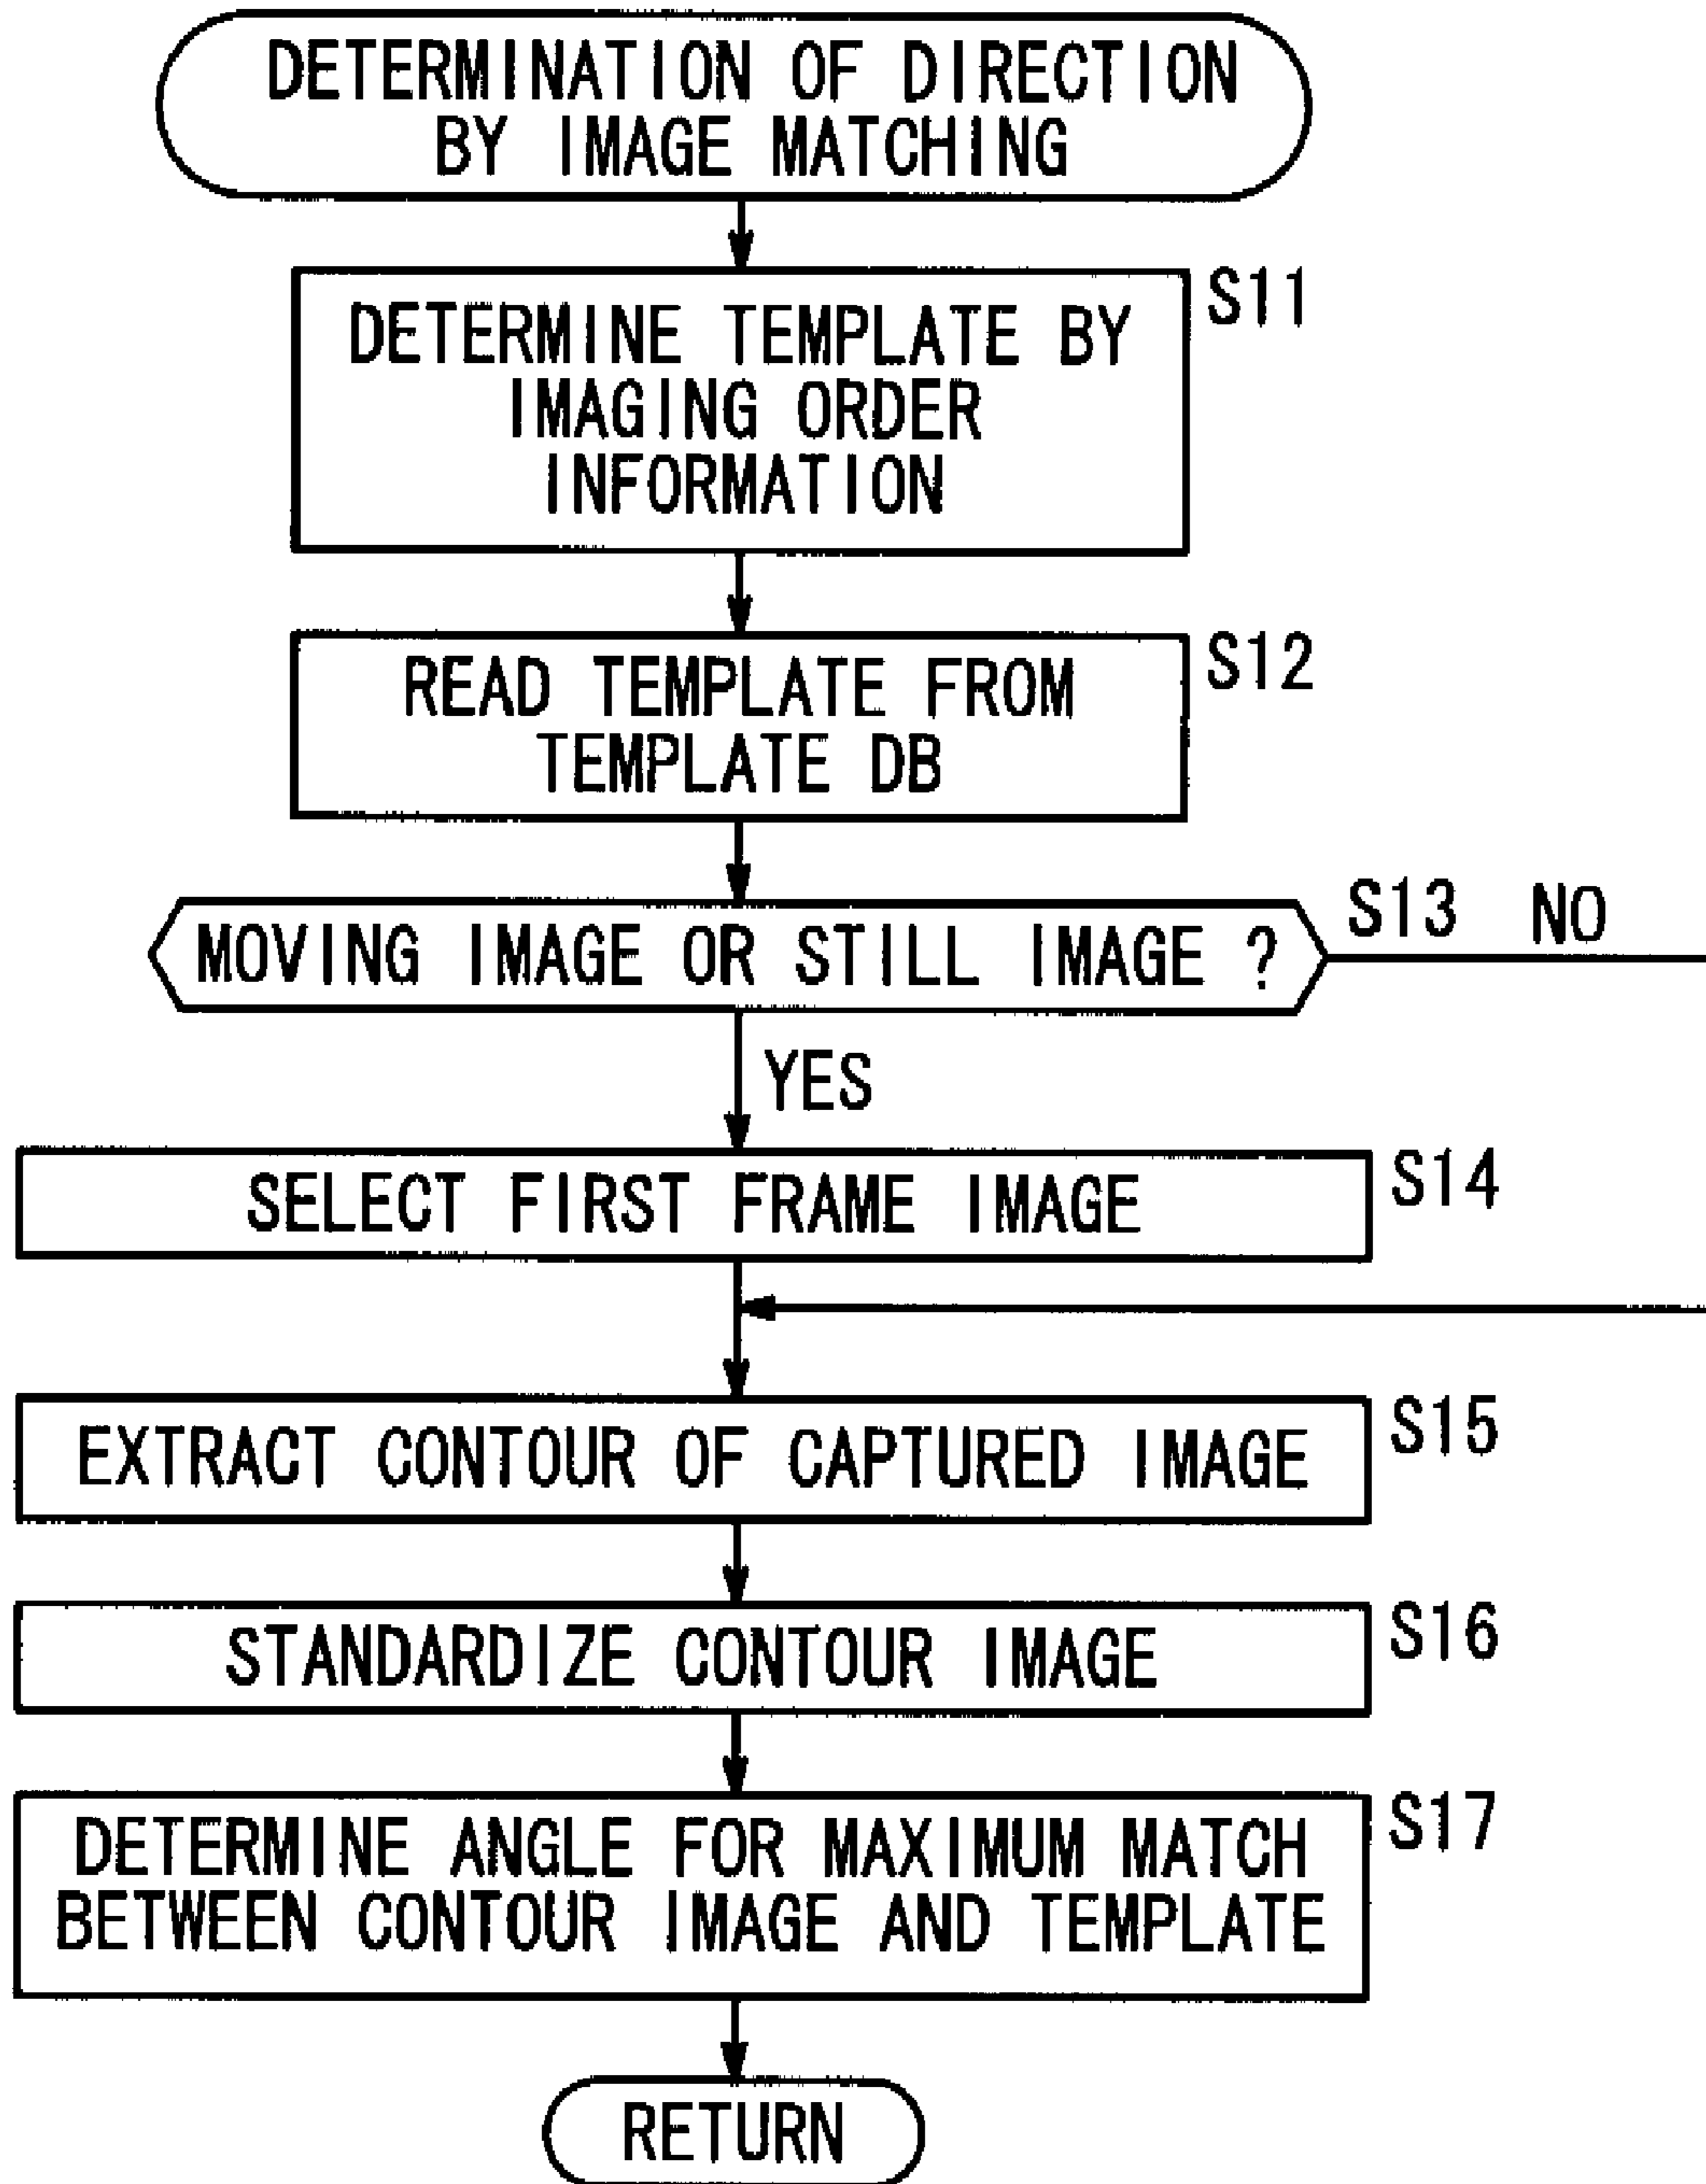 DETERMINATION OF DIRECTION
BY IMAGE MATCHING
S11
DETERMINE TEMPLATE BY
IMAGING ORDER
INFORMATION
S12
READ TEMPLATE FROM
TEMPLATE DB
S13 NO
MOVING IMAGE OR STILL IMAGE ?
YES
S14
SELECT FIRST FRAME IMAGE
S15
EXTRACT CONTOUR OF CAPTURED IMAGE
S16
STANDARDIZE CONTOUR IMAGE
S17
DETERMINE ANGLE FOR MAXIMUM MATCH
BETWEEN CONTOUR IMAGE AND TEMPLATE
RETURN